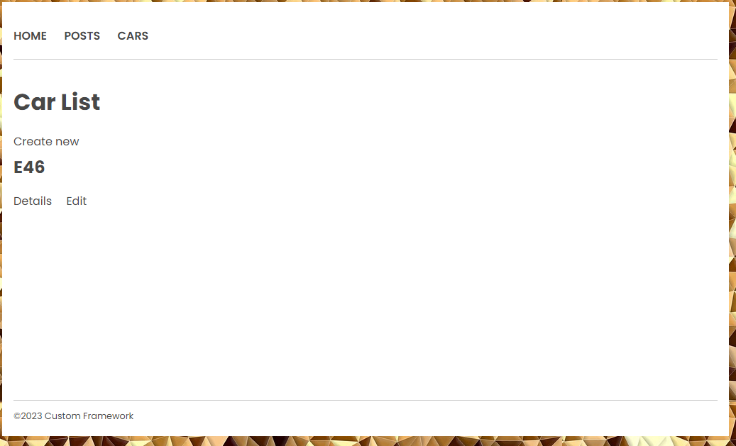 HOME POSTS CARS
Car List
Create new
E46
Details Edit
©2023 Custom Framework